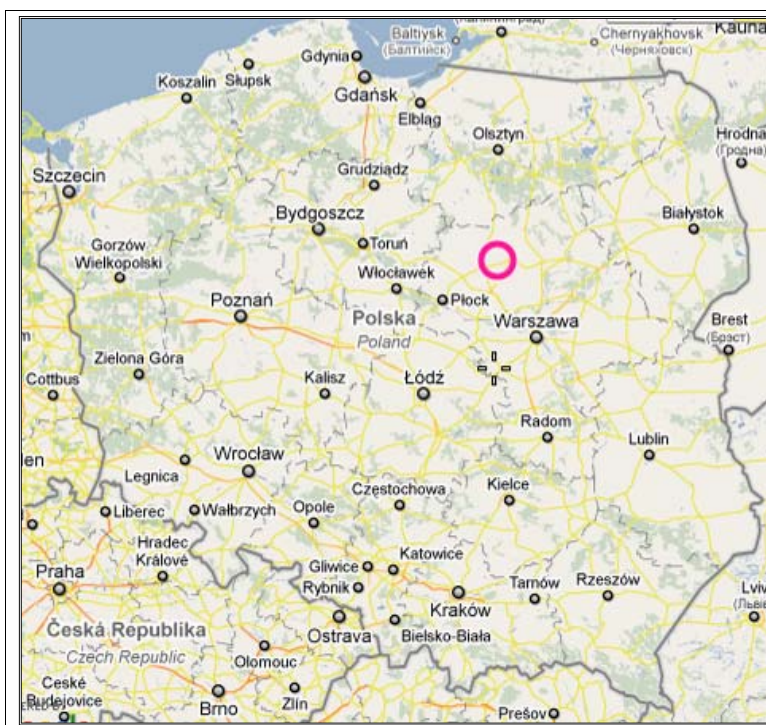 (Калининград)
Baltiysk
(Балтийск)
Chernyakhovsk
(Черняховск)
Kauna
Gdynia
Koszalin
Słupsk
Gdańsk
Elbląg
Olsztyn
Hrodna
(Гродна)
Szczecin
Grudziądz
Bydgoszcz
Białystok
Toruń
Gorzów
Wielkopolski
Włocławek
Płock
Poznań
Polska
Poland
Warszawa
Brest
(Брэст)
Zielona Góra
Cottbus
Kalisz
Łódź
Radom
Lublin
Wrocław
Legnica
Częstochowa
Kielce
Liberec
Wałbrzych
Opole
Hradec
Králové
Gliwice
Katowice
Praha
Rybnik
Kraków
Tarnów
Rzeszów
Lviv
Česká Republika
Czech Republic
Ostrava
Bielsko-Biała
Olomouc
České
Budejovice
Brno
Zlín
Prešov